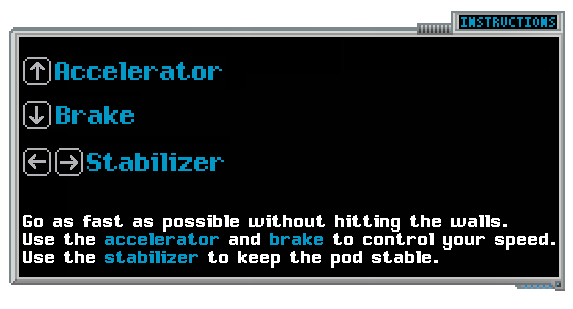 INSTRUCTIONS
↑ Accelerator
↓ Brake
← → Stabilizer
Go as fast as possible without hitting the walls.
Use the accelerator and brake to control your speed.
Use the stabilizer to keep the pod stable.